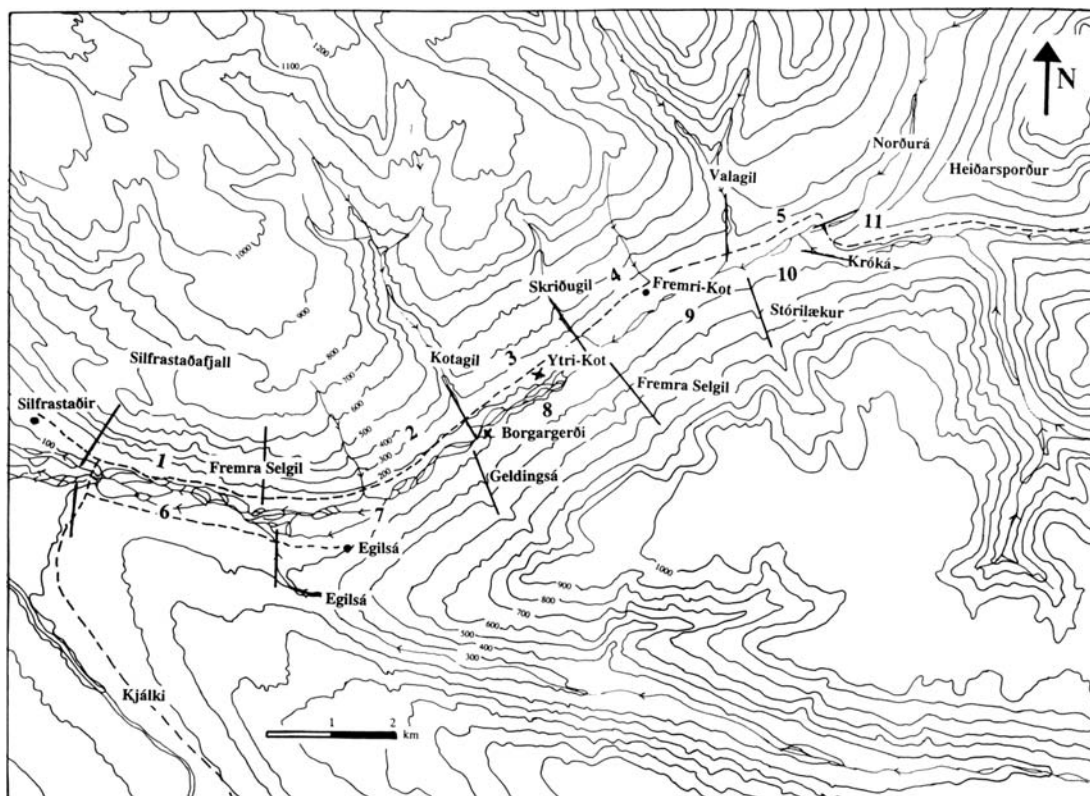 1200
1100
1000
900
800
700
600
500
400
300
200
100
N
Norðurá
Heiðarsporður
Valagil
5
11
10
Króká
4
Skriðugil
Fremri-Kot
9
Stórilækur
3
Ytri-Kot
Kotagil
Fremra Selgil
Silfrastaðafjall
Silfrastaðir
8
2
Borgargerði
1
Fremra Selgil
Geldingsá
6
7
Egilsá
Egilsá
1000
900
800
700
600
500
400
300
Kjálki
1 2
km